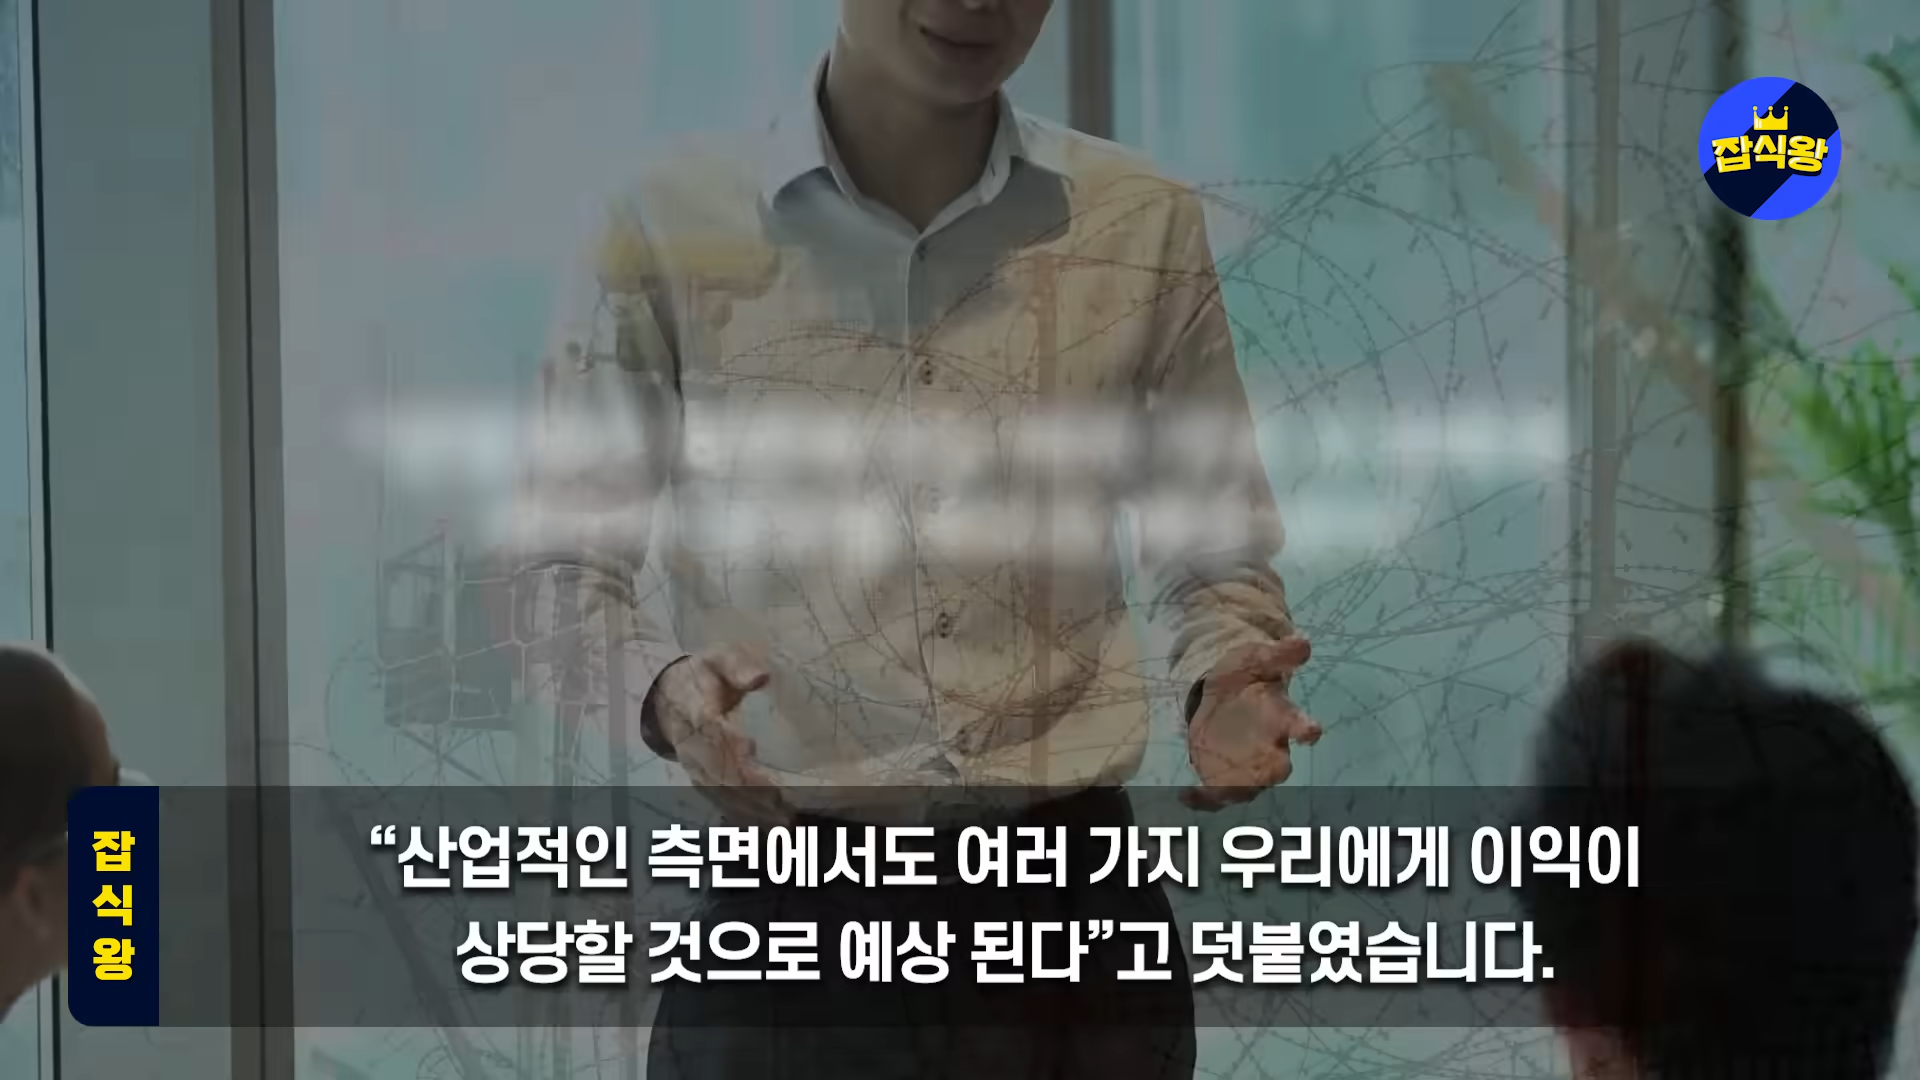 잡식왕
잡식왕
“산업적인 측면에서도 여러 가지 우리에게 이익이
상당할 것으로 예상 된다”고 덧붙였습니다.